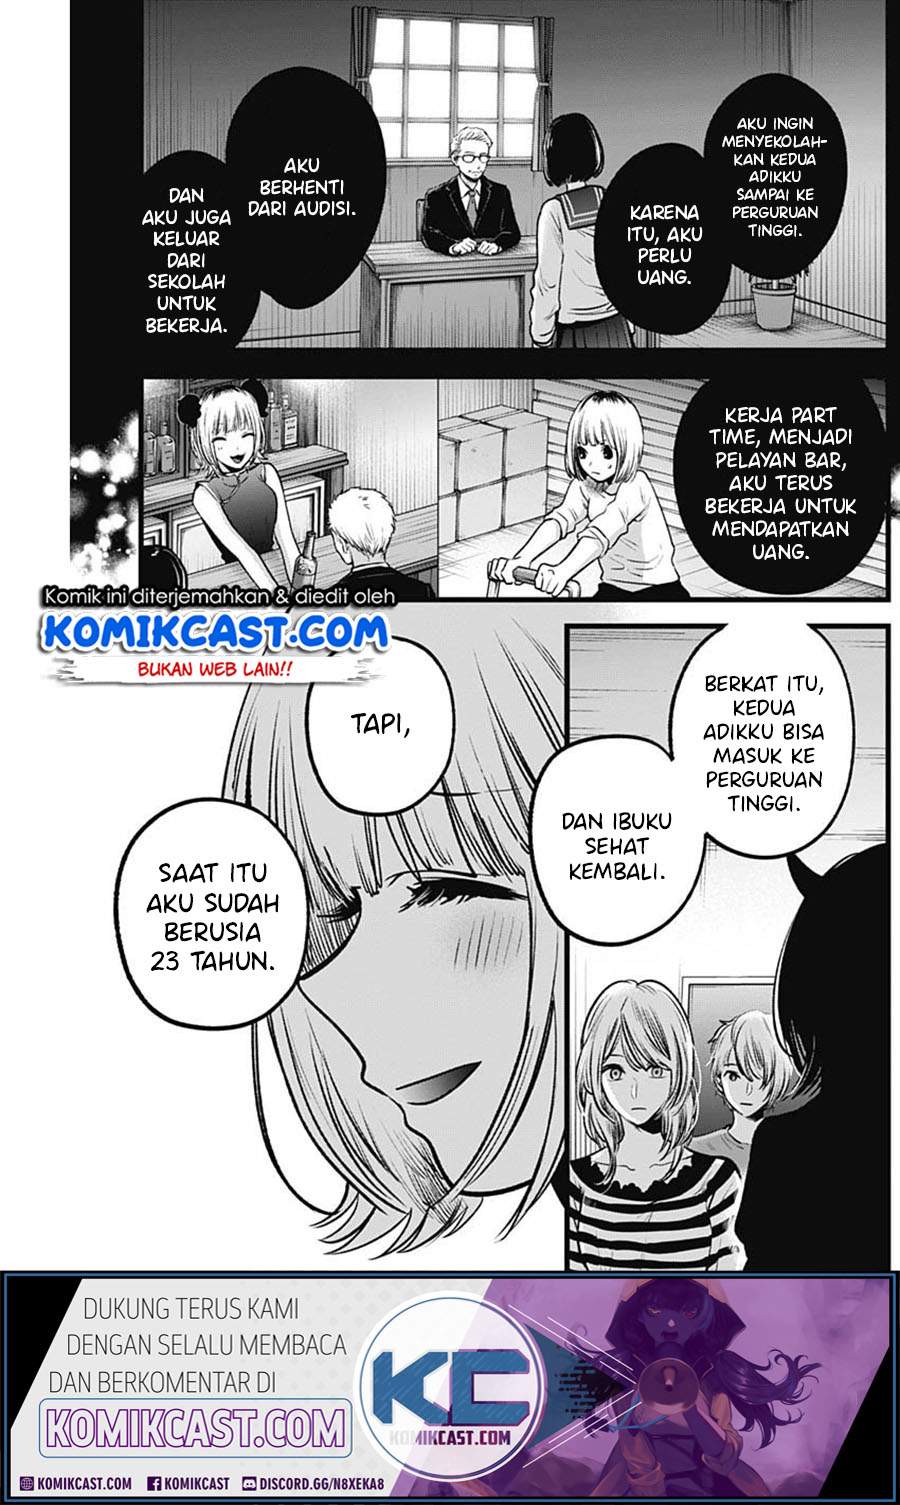 AKU INGIN
MENYEKOLAH-
KAN KEDUA
ADIKKU
SAMPAI KE
PERGURUAN
TINGGI.
KARENA
ITU, AKU
PERLU
UANG.
AKU
BERHENTI
DARI AUDISI.
DAN
AKU JUGA
KELUAR
DARI
SEKOLAH
UNTUK
BEKERJA.
KERJA PART
TIME, MENJADI
PELAYAN BAR,
AKU TERUS
BEKERJA UNTUK
MENDAPATKAN
UANG.
Komik ini diterjemahkan & diedit oleh
KOMIKCAST.COM
BUKAN WEB LAIN!!
BERKAT ITU,
KEDUA
ADIKKU BISA
MASUK KE
PERGURUAN
TINGGI.
DAN IBUKU
SEHAT
KEMBALI.
TAPI,
SAAT ITU
AKU SUDAH
BERUSIA
23 TAHUN.
DUKUNG TERUS KAMI
DENGAN SELALU MEMBACA
DAN BERKOMENTAR DI
KOMIKCAST.COM
KC
KOMIKCAST.COM
KOMIKCAST.COM KOMIKCAST DISCORD.GG/N8XEKA8